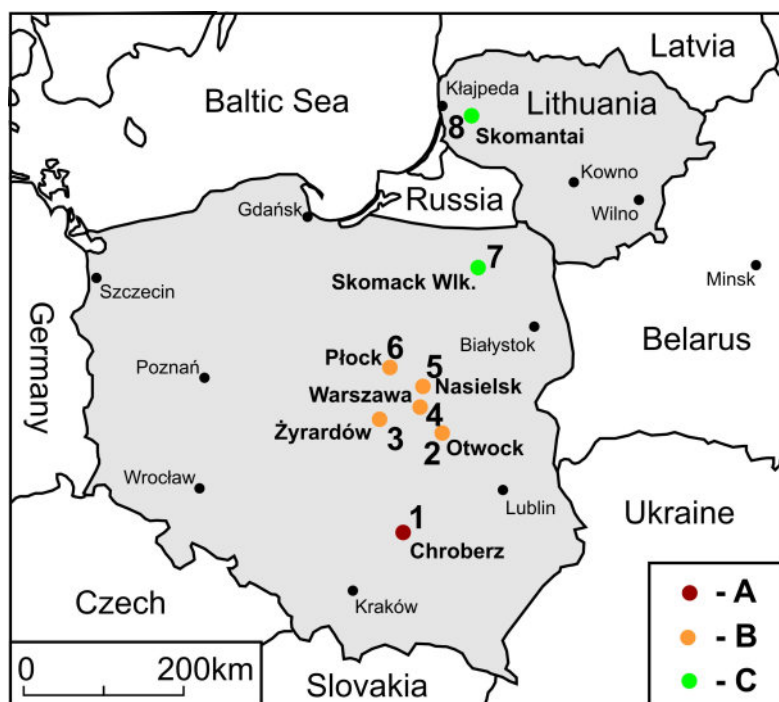 Latvia
Baltic Sea
Kłajpeda
Lithuania
8
Skomantai
Kowno
Wilno
Russia
Gdańsk
7
Skomack Wlk.
Szczecin
Minsk
Germany
Belarus
Białystok
Płock
6
5
Nasielsk
Poznań
Warszawa
4
Żyrardów
3
2
Otwock
Wrocław
Lublin
Ukraine
1
Chroberz
Czech
Kraków
Slovakia
0 200km
- A
- B
- C